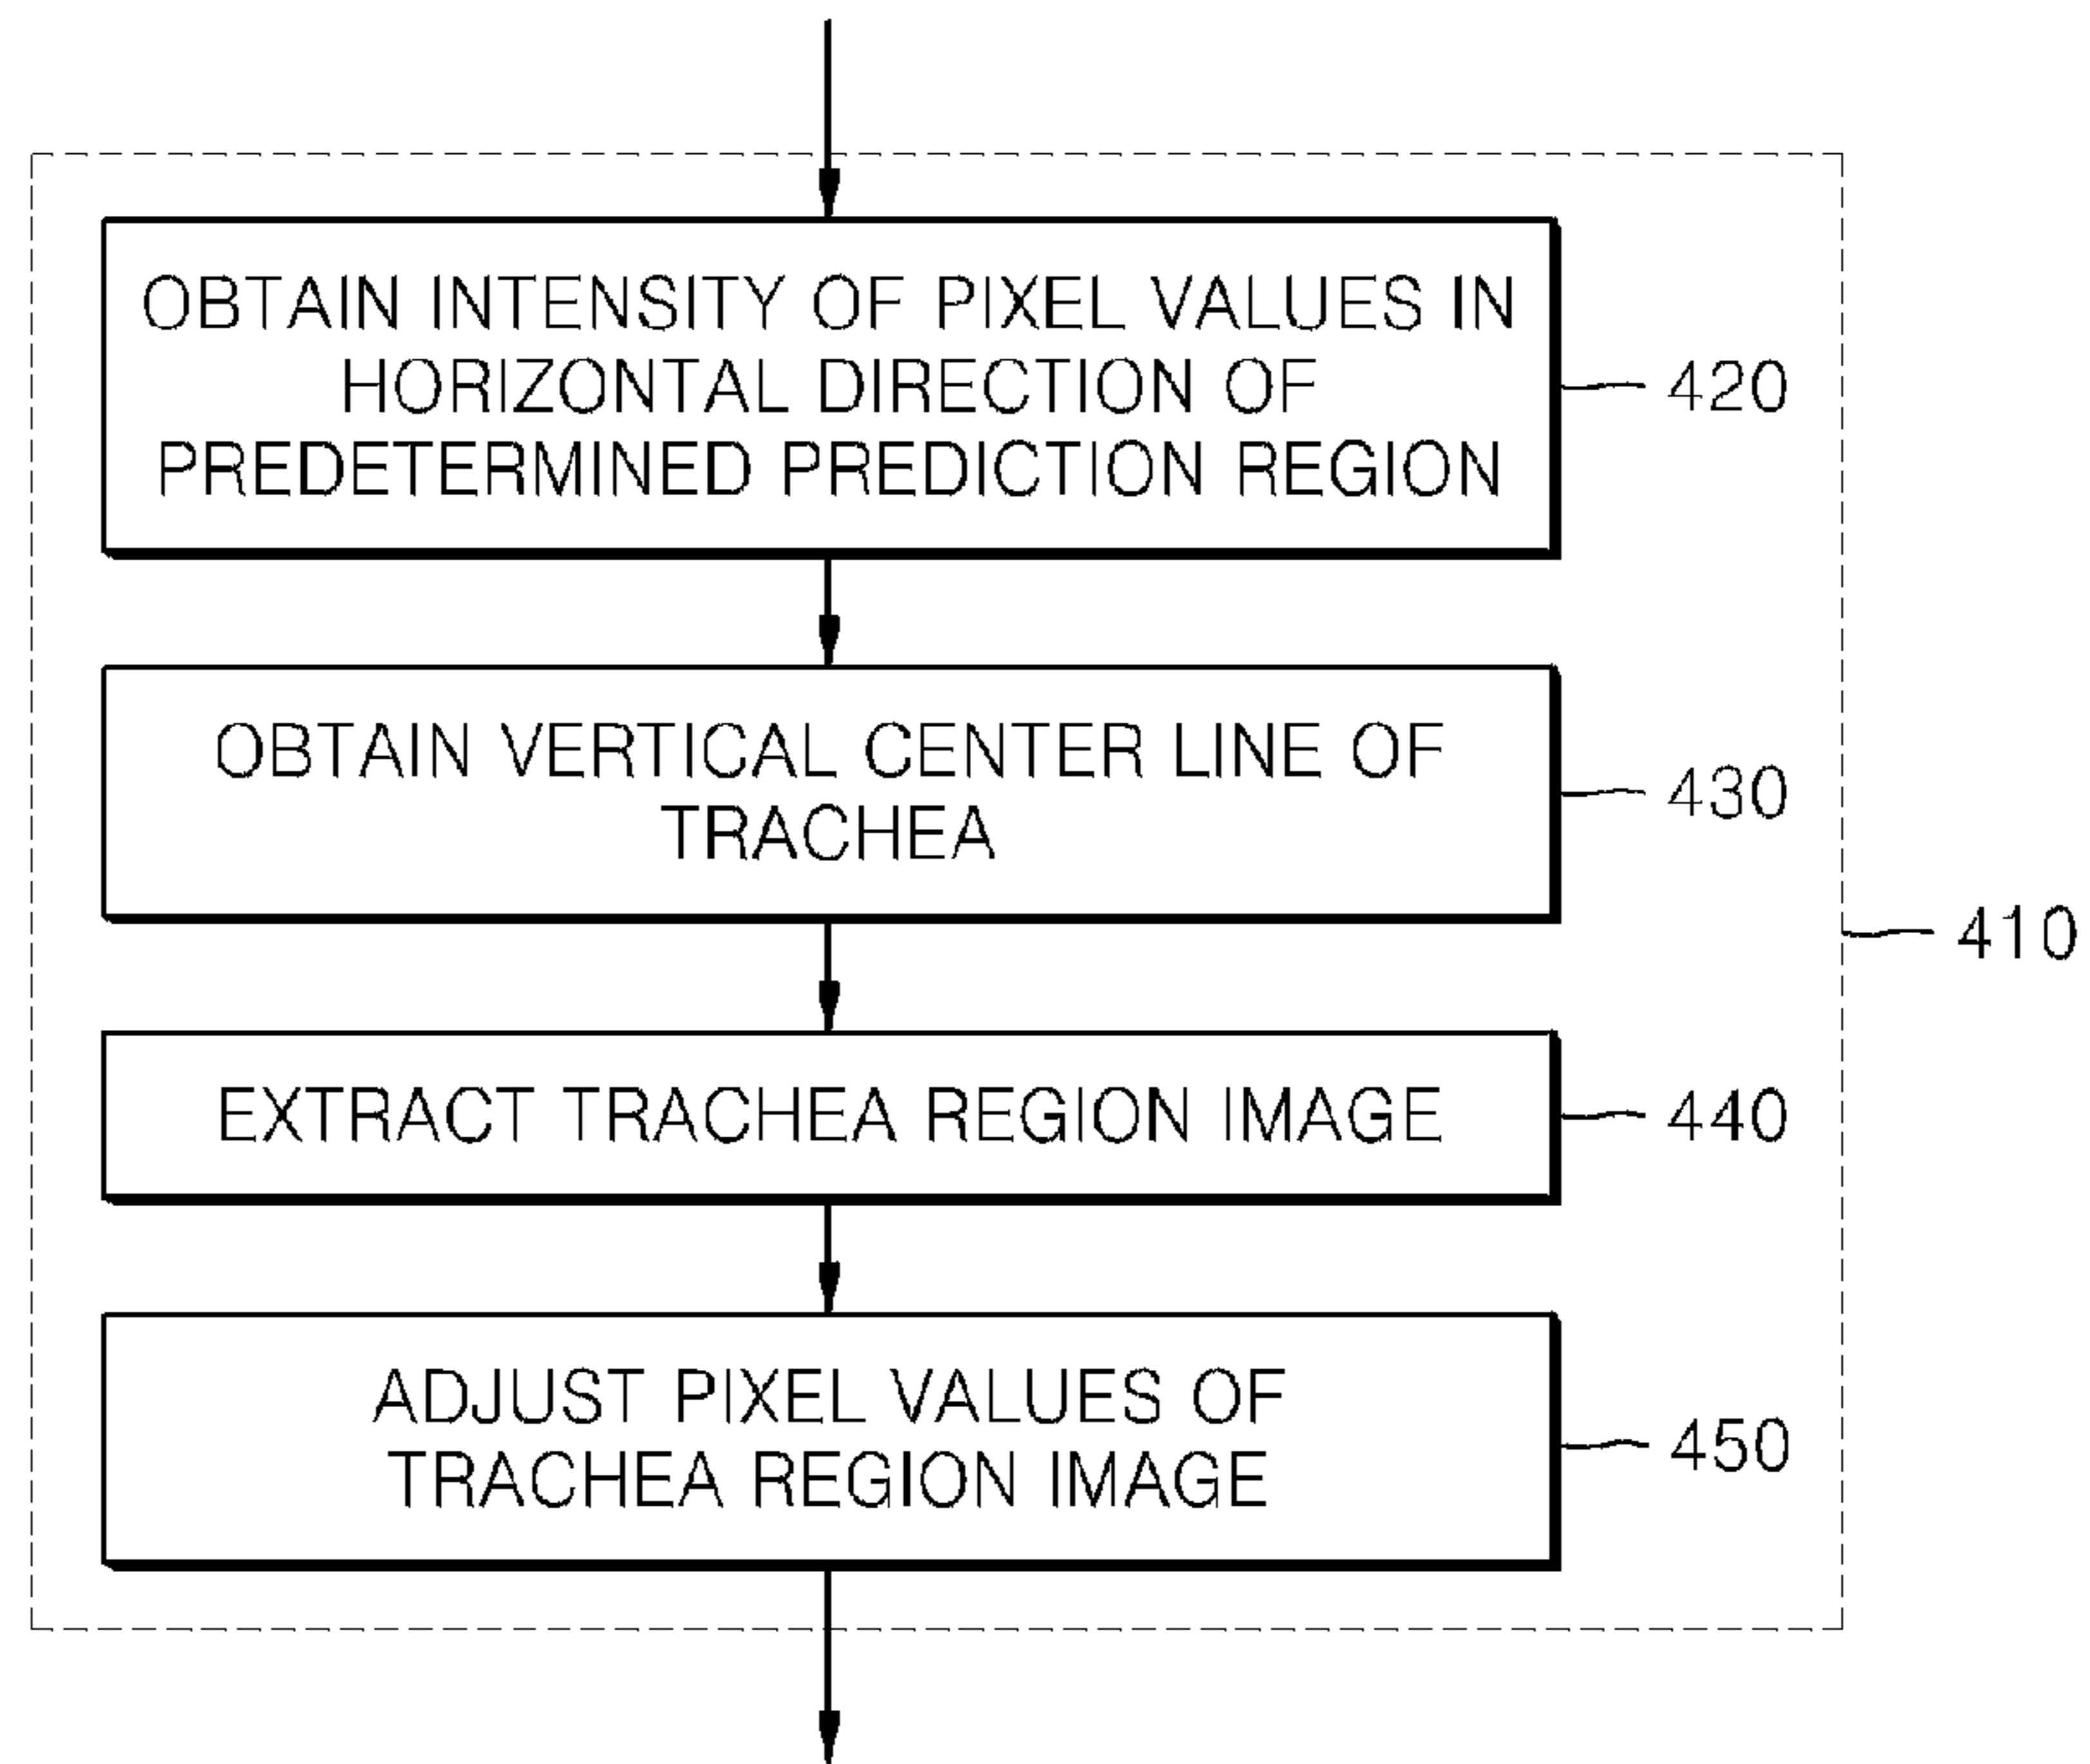 OBTAIN INTENSITY OF PIXEL VALUES IN
HORIZONTAL DIRECTION OF
PREDETERMINED PREDICTION REGION
420
OBTAIN VERTICAL CENTER LINE OF
TRACHEA
430
410
EXTRACT TRACHEA REGION IMAGE
440
ADJUST PIXEL VALUES OF
TRACHEA REGION IMAGE
450